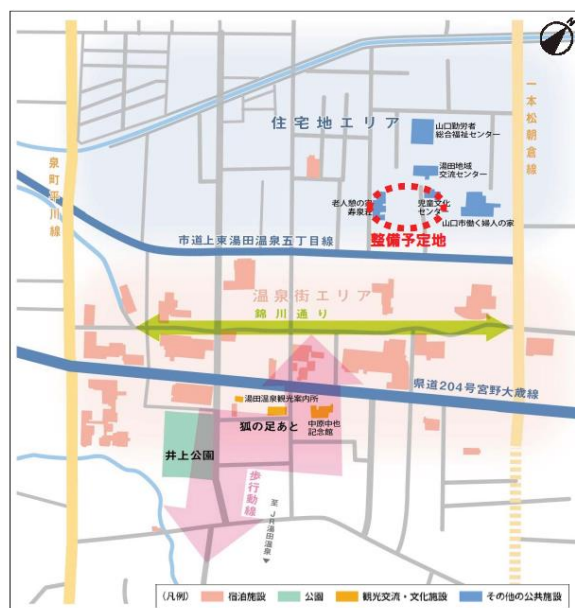 N
一本松朝倉線
住宅地エリア
山口勤労者
総合福祉センター
泉町平川線
湯田地域
交流センター
老人憩の家
寿泉荘
児童文化
センタ
山口市働く婦人の家
整備予定地
市道上東湯田温泉五丁目線
温泉街エリア
錦川通り
県道204号宮野大歳線
湯田温泉観光案内所
狐の足あと
中原中也
記念館
井上公園
歩行動線
至JR湯田温泉
(凡例)
宿泊施設
公園
観光交流・文化施設
その他の公共施設